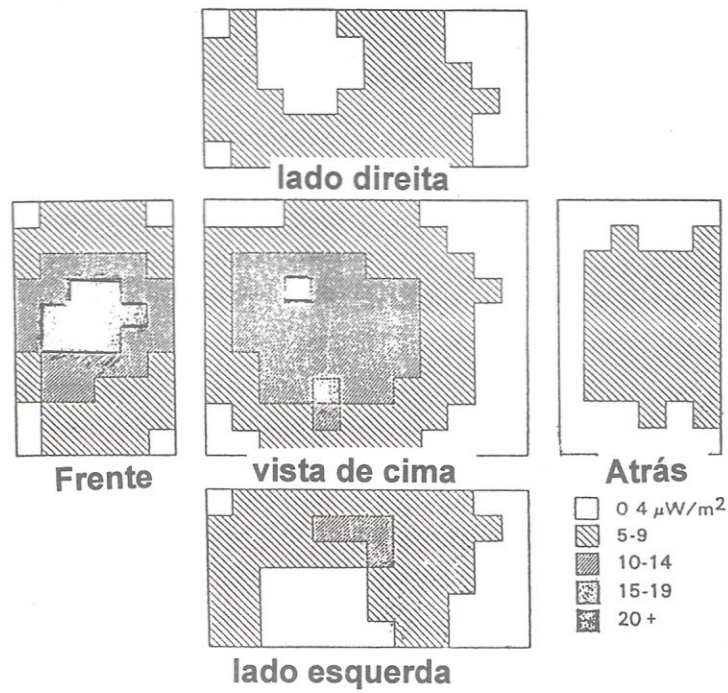 lado direita
Frente
vista de cima
Atrás
lado esquerda
0 4 μW/m²
5-9
10-14
15-19
20 +